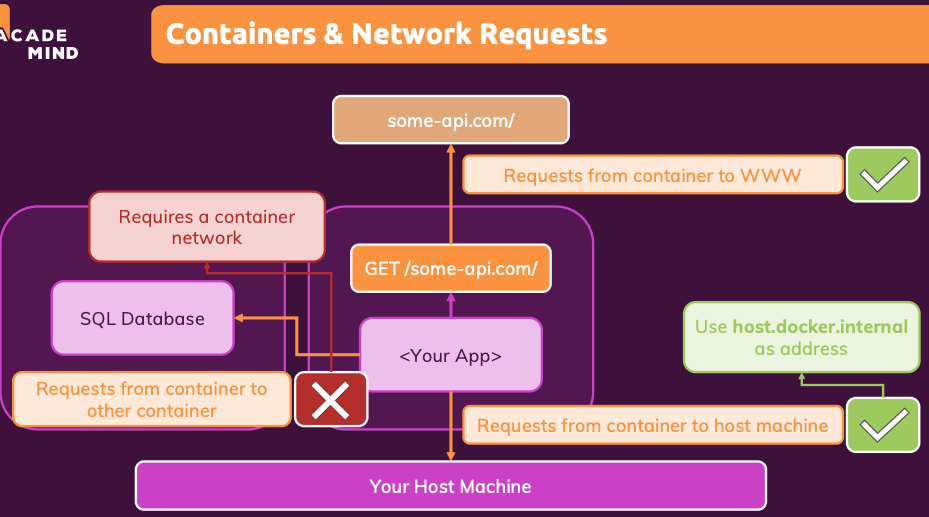 ACADE
MIND
Containers & Network Requests
some-api.com/
Requests from container to WWW
Requires a container
network
GET /some-api.com/
SQL Database
<Your App>
Use host.docker.internal
as address
Requests from container to
other container
Requests from container to host machine
Your Host Machine